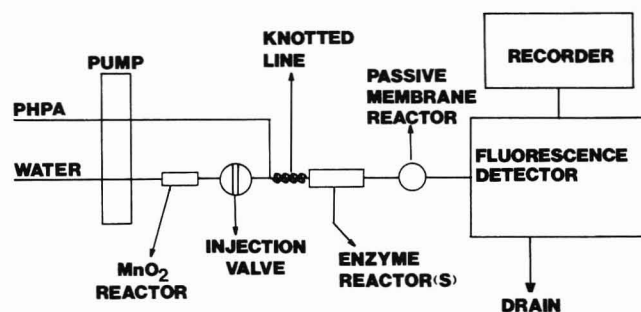 KNOTTED
LINE
RECORDER
PUMP
PASSIVE
MEMBRANE
REACTOR
PHPA
FLUORESCENCE
DETECTOR
WATER
MnO2
REACTOR
INJECTION
VALVE
ENZYME
REACTOR(S)
DRAIN